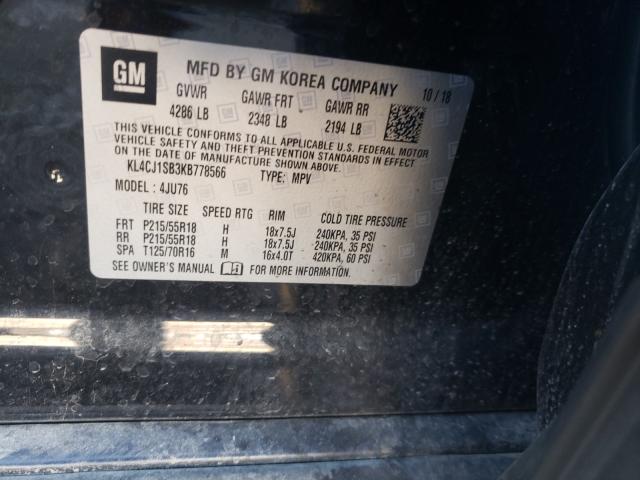 GM
MFD BY GM KOREA COMPANY
10 / 18
GVWR GAWR FRT GAWR RR
4286 LB 2348 LB 2194 LB
THIS VEHICLE CONFORMS TO ALL APPLICABLE U.S. FEDERAL MOTOR
VEHICLE SAFETY AND THEFT PREVENTION STANDARDS IN EFFECT
ON THE DATE OF MANUFACTURE SHOWN ABOVE.
KL4CJ1SB3KB778566 TYPE: MPV
MODEL : 4JU76
TIRE SIZE SPEED RTG RIM COLD TIRE PRESSURE
FRT P215/55R18 H 18x7.5J 240KPA, 35 PSI
RR P215/55R18 H 18x7.5J 240KPA, 35 PSI
SPA T125/70R16 M 16x4.0T 420KPA, 60 PSI
SEE OWNER'S MANUAL FOR MORE INFORMATION.